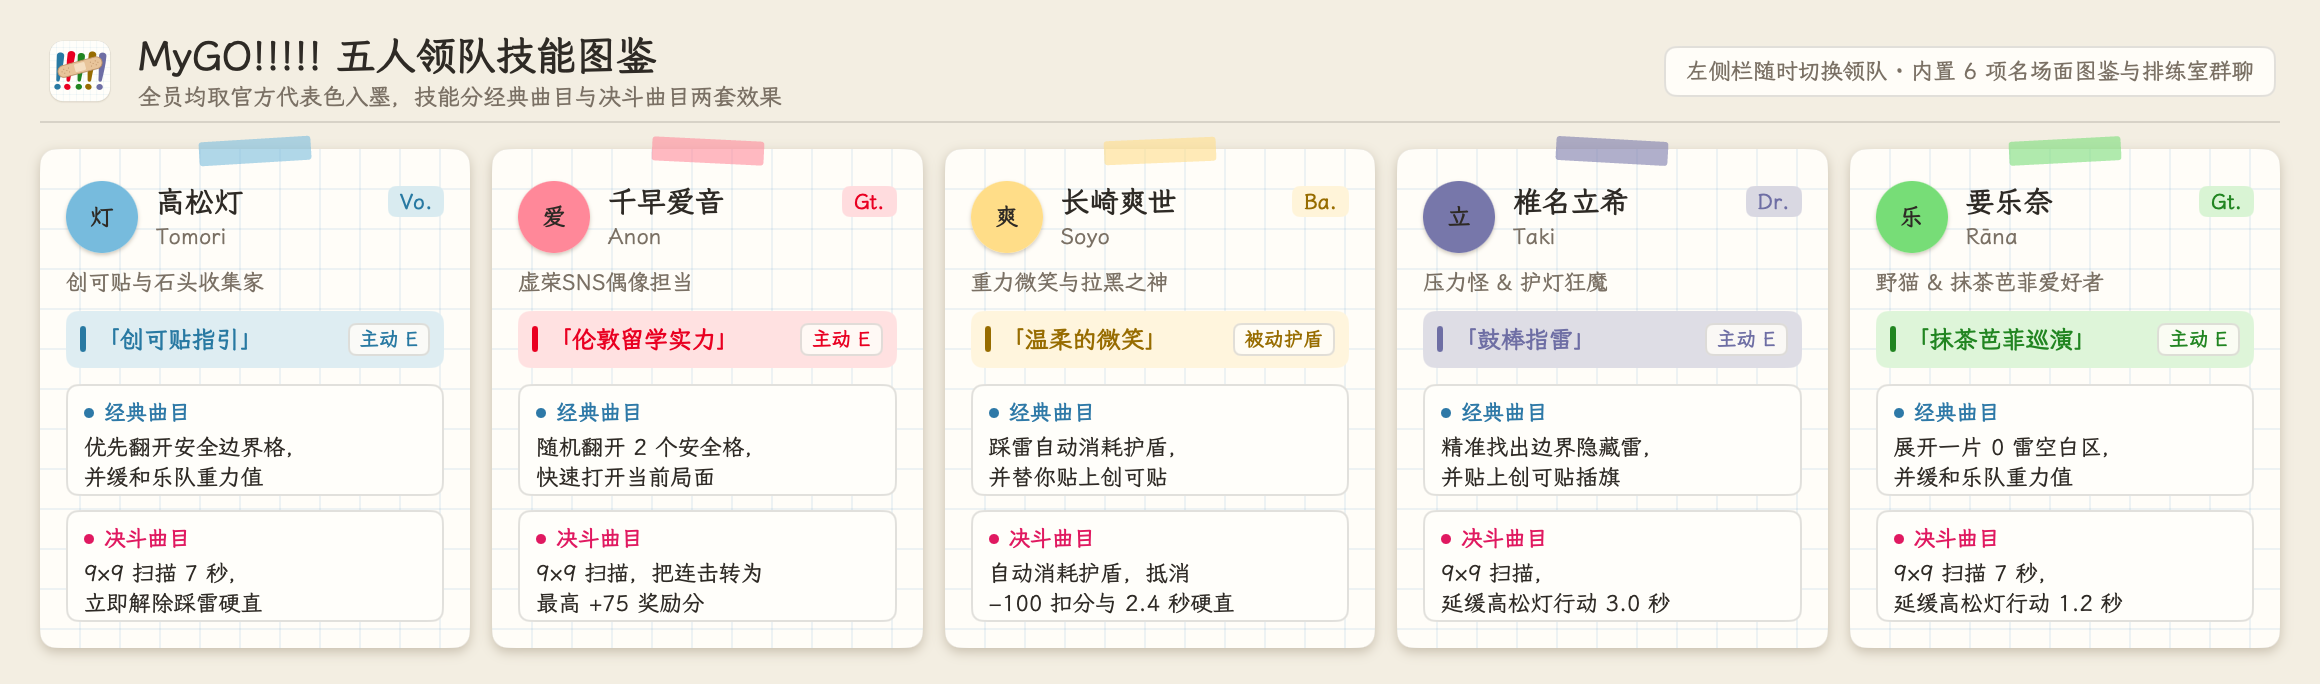 MyGO!!!!! 五人领队技能图鉴
全员均取官方代表色入墨，技能分经典曲目与决斗曲目两套效果
左侧栏随时切换领队・内置 6 项名场面图鉴与排练室群聊
灯
高松灯
Tomori
Vo.
创可贴与石头收集家
「创可贴指引」
主动 E
经典曲目
优先翻开安全边界格，
并缓和乐队重力值
决斗曲目
9×9 扫描 7 秒，
立即解除踩雷硬直
爱
千早爱音
Anon
Gt.
虚荣SNS偶像担当
「伦敦留学实力」
主动 E
经典曲目
随机翻开 2 个安全格，
快速打开当前局面
决斗曲目
9×9 扫描，把连击转为
最高 +75 奖励分
爽
长崎爽世
Soyo
Ba.
重力微笑与拉黑之神
「温柔的微笑」
被动护盾
经典曲目
踩雷自动消耗护盾，
并替你贴上创可贴
决斗曲目
自动消耗护盾，抵消
−100 扣分与 2.4 秒硬直
立
椎名立希
Taki
Dr.
压力怪 & 护灯狂魔
「鼓棒指雷」
主动 E
经典曲目
精准找出边界隐藏雷，
并贴上创可贴插旗
决斗曲目
9×9 扫描，
延缓高松灯行动 3.0 秒
乐
要乐奈
Rāna
Gt.
野猫 & 抹茶芭菲爱好者
「抹茶芭菲巡演」
主动 E
经典曲目
展开一片 0 雷空白区，
并缓和乐队重力值
决斗曲目
9×9 扫描 7 秒，
延缓高松灯行动 1.2 秒